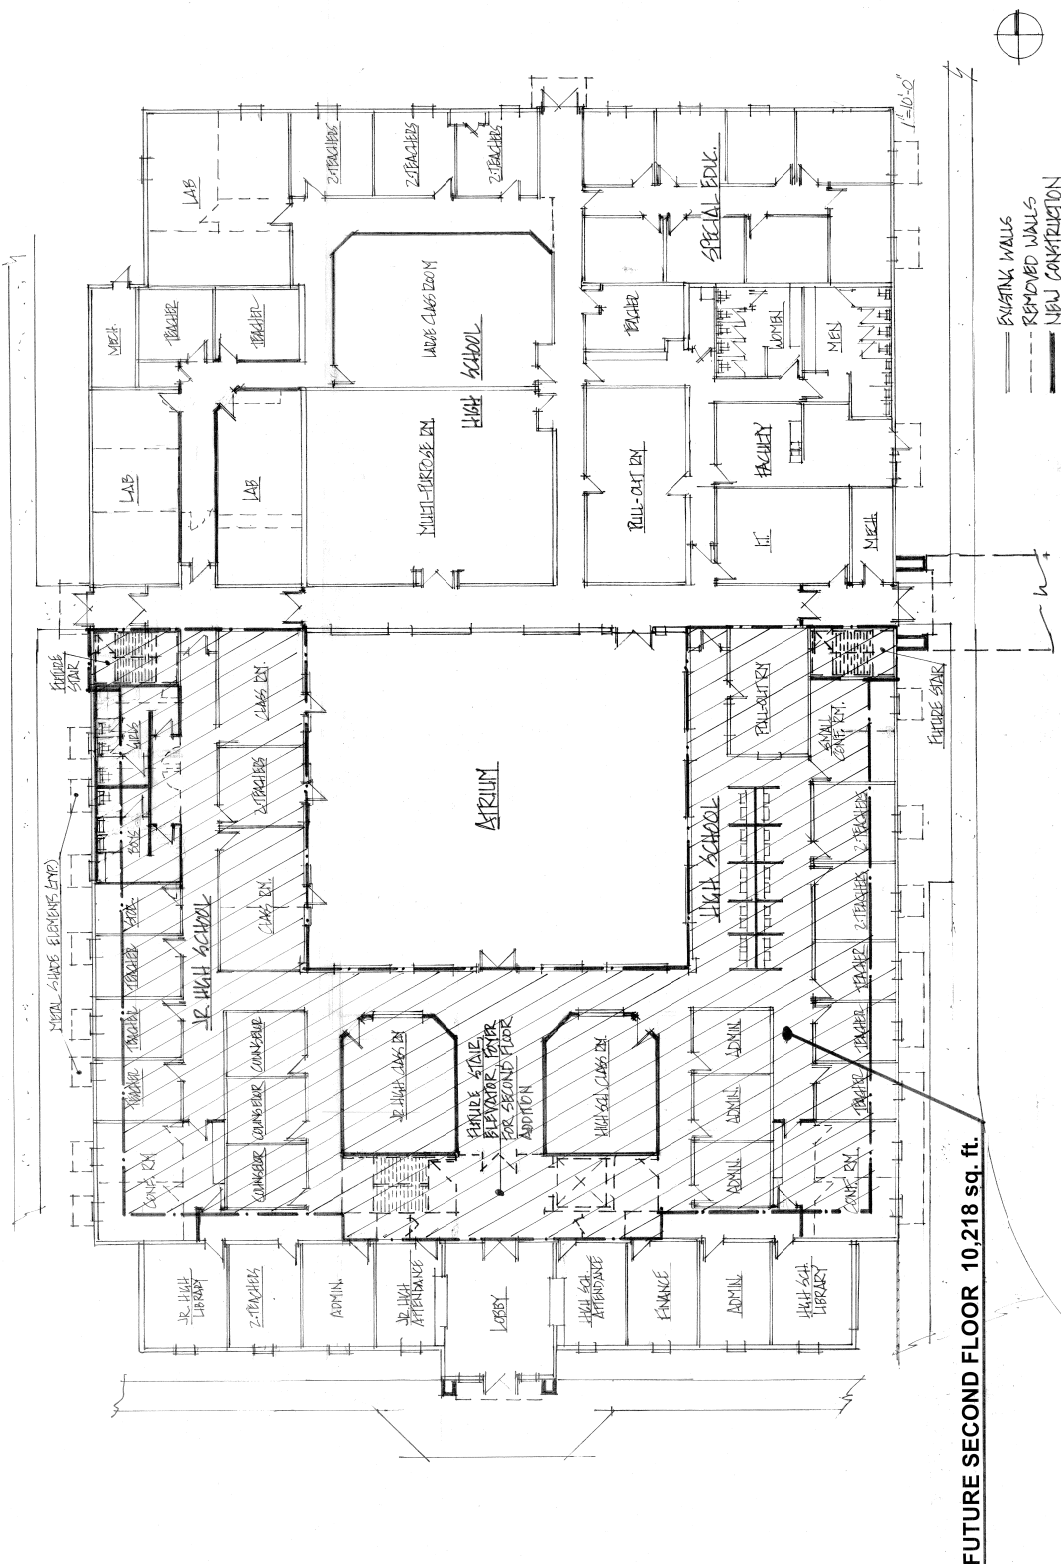 1"=10'-0"
EXISTING WALLS
REMOVED WALLS
NEW CONSTRUCTION
LAB
2-TEACHERS
2-TEACHERS
2-TEACHERS
SPECIAL EDUC.
MECH.
TEACHER
TEACHER
LARGE CLASS ROOM
HIGH SCHOOL
TEACHER
WOMEN
MEN
LAB
LAB
MULTI-PURPOSE RM
PULL-OUT RM
FACULTY
I.T.
MECH.
FUTURE
STAIR
GIRLS
BOYS
CLASS RM.
2-TEACHERS
CLASS RM.
JR. HIGH SCHOOL
ATRIUM
HIGH SCHOOL
PULL-OUT RM
SMALL
CONF. RM.
FUTURE STAIR
METAL SHADE ELEMENTS (TYP.)
TEACHER
TEACHER
TEACHER
CONF. RM
COUNSELOR
COUNSELOR
COUNSELOR
JR. HIGH CLASS RM
FUTURE STAIR,
ELEVATOR, FOYER
FOR SECOND FLOOR
ADDITION
HIGH SCH. CLASS RM
ADMIN.
ADMIN.
ADMIN.
2-TEACHERS
2-TEACHERS
TEACHER
TEACHER
TEACHER
CONF. RM
JR. HIGH
LIBRARY
2-TEACHERS
ADMIN.
JR. HIGH
ATTENDANCE
LOBBY
HIGH SCH.
ATTENDANCE
FINANCE
ADMIN.
HIGH SCH.
LIBRARY
FUTURE SECOND FLOOR 10,218 sq. ft.